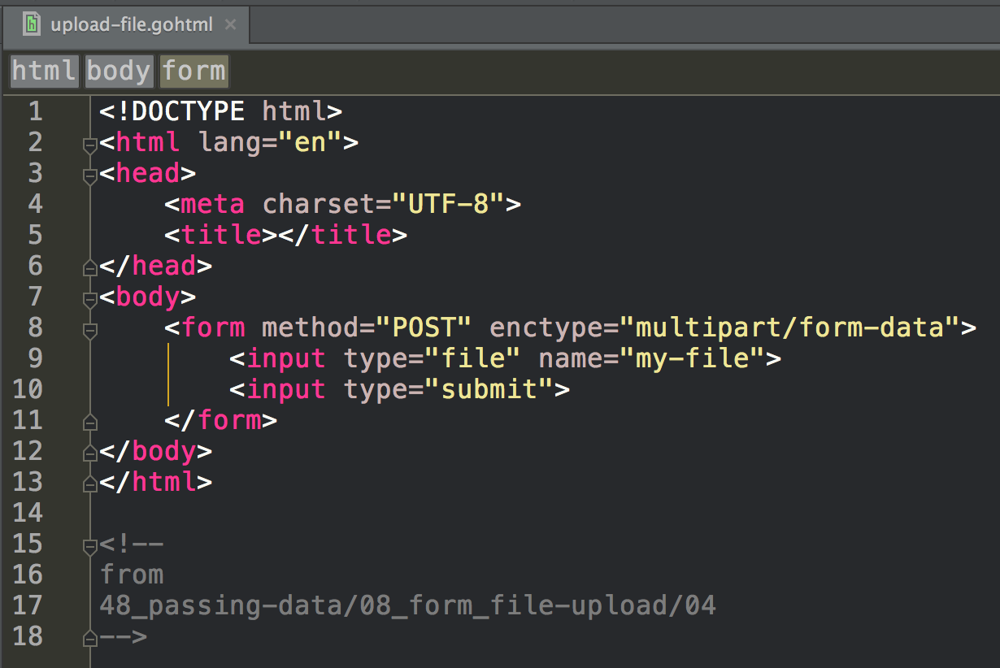 upload-file.gohtml
html body form
1 <!DOCTYPE html>
2 <html lang="en">
3 <head>
4     <meta charset="UTF-8">
5     <title></title>
6 </head>
7 <body>
8     <form method="POST" enctype="multipart/form-data">
9         <input type="file" name="my-file">
10         <input type="submit">
11     </form>
12 </body>
13 </html>
14
15 <!--
16 from
17 48_passing-data/08_form_file-upload/04
18 -->